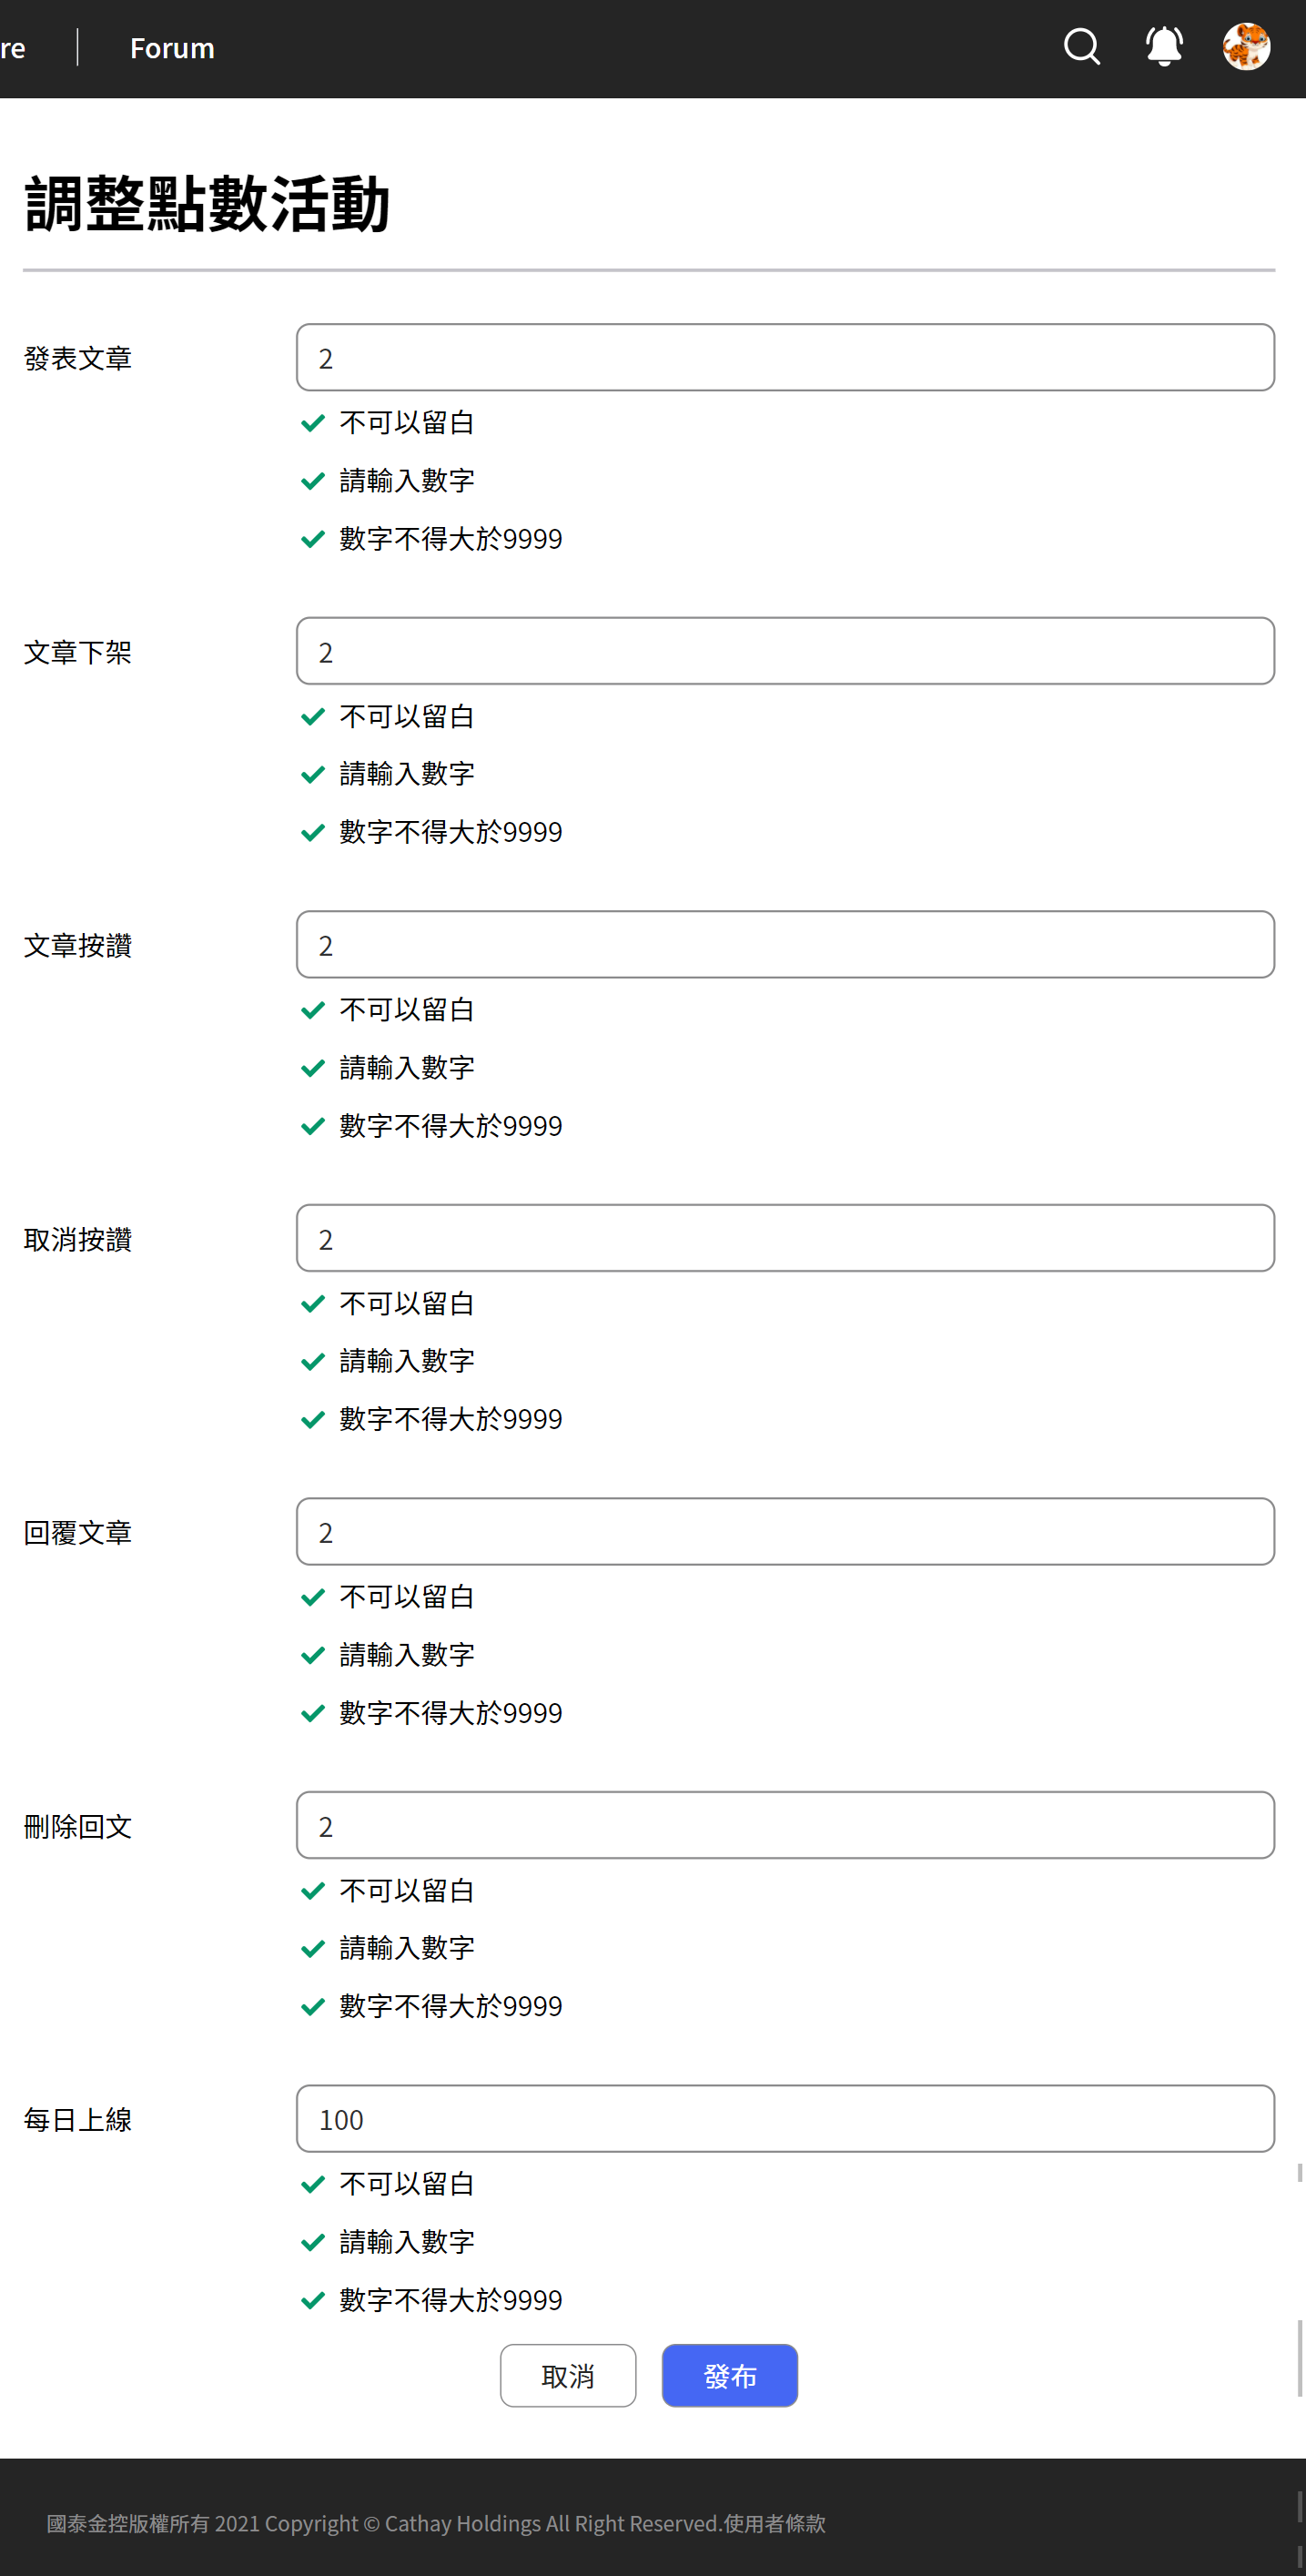 re | Forum
調整點數活動
發表文章 2
不可以留白
請輸入數字
數字不得大於9999
文章下架 2
不可以留白
請輸入數字
數字不得大於9999
文章按讚 2
不可以留白
請輸入數字
數字不得大於9999
取消按讚 2
不可以留白
請輸入數字
數字不得大於9999
回覆文章 2
不可以留白
請輸入數字
數字不得大於9999
刪除回文 2
不可以留白
請輸入數字
數字不得大於9999
每日上線 100
不可以留白
請輸入數字
數字不得大於9999
取消 發布
國泰金控版權所有 2021 Copyright © Cathay Holdings All Right Reserved.使用者條款